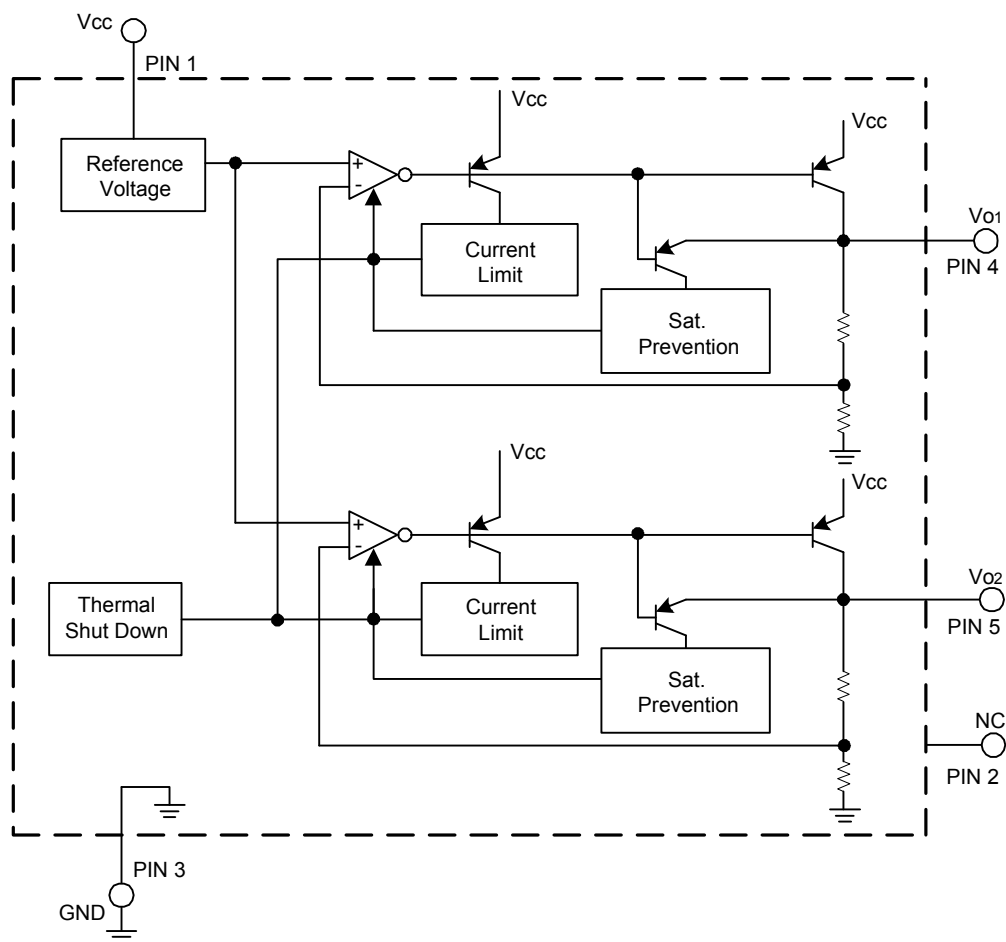 Vcc
PIN 1
Vcc
Vcc
Reference
Voltage
+
-
Current
Limit
Vo1
PIN 4
Sat.
Prevention
Vcc
Vcc
+
-
Thermal
Shut Down
Current
Limit
Vo2
PIN 5
Sat.
Prevention
NC
PIN 2
PIN 3
GND